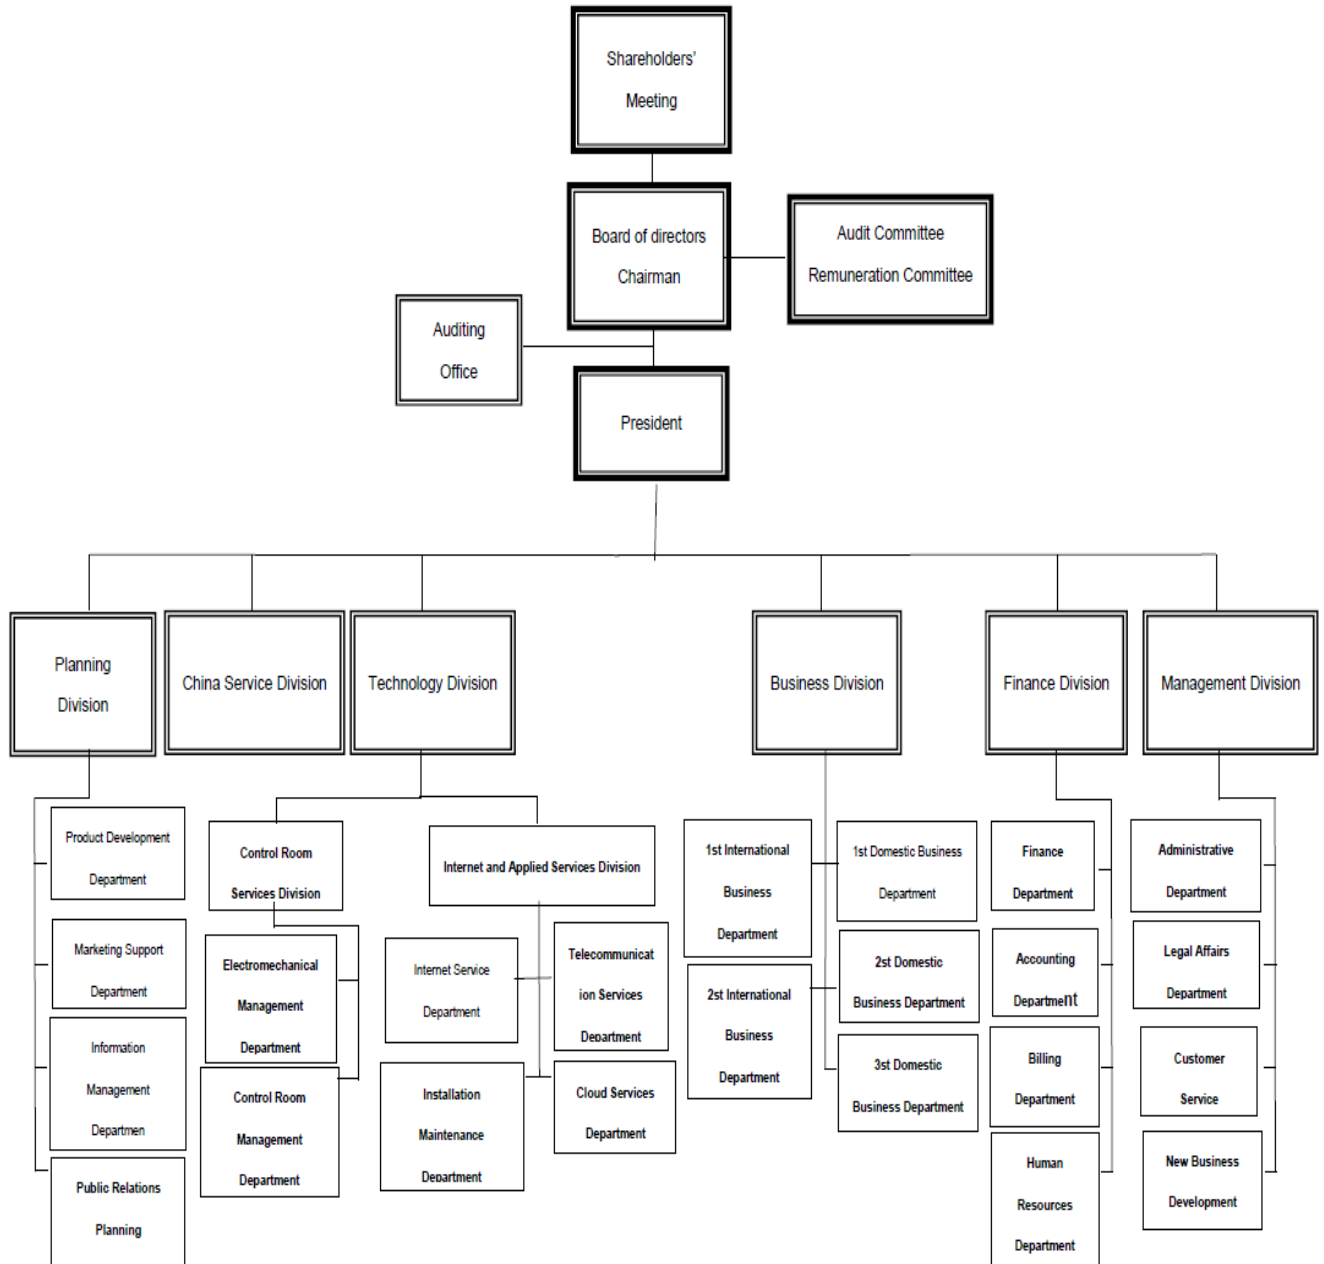 Shareholders'
Meeting
Board of directors
Chairman
Audit Committee
Remuneration Committee
Auditing
Office
President
Planning
Division
China Service Division
Technology Division
Business Division
Finance Division
Management Division
Product Development
Department
Marketing Support
Department
Information
Management
Departmen
Public Relations
Planning
Control Room
Services Division
Electromechanical
Management
Department
Control Room
Management
Department
Internet and Applied Services Division
Internet Service
Department
Telecommunicat
ion Services
Department
Installation
Maintenance
Department
Cloud Services
Department
1st International
Business
Department
2st International
Business
Department
1st Domestic Business
Department
2st Domestic
Business Department
3st Domestic
Business Department
Finance
Department
Accounting
Department
Billing
Department
Human
Resources
Department
Administrative
Department
Legal Affairs
Department
Customer
Service
New Business
Development